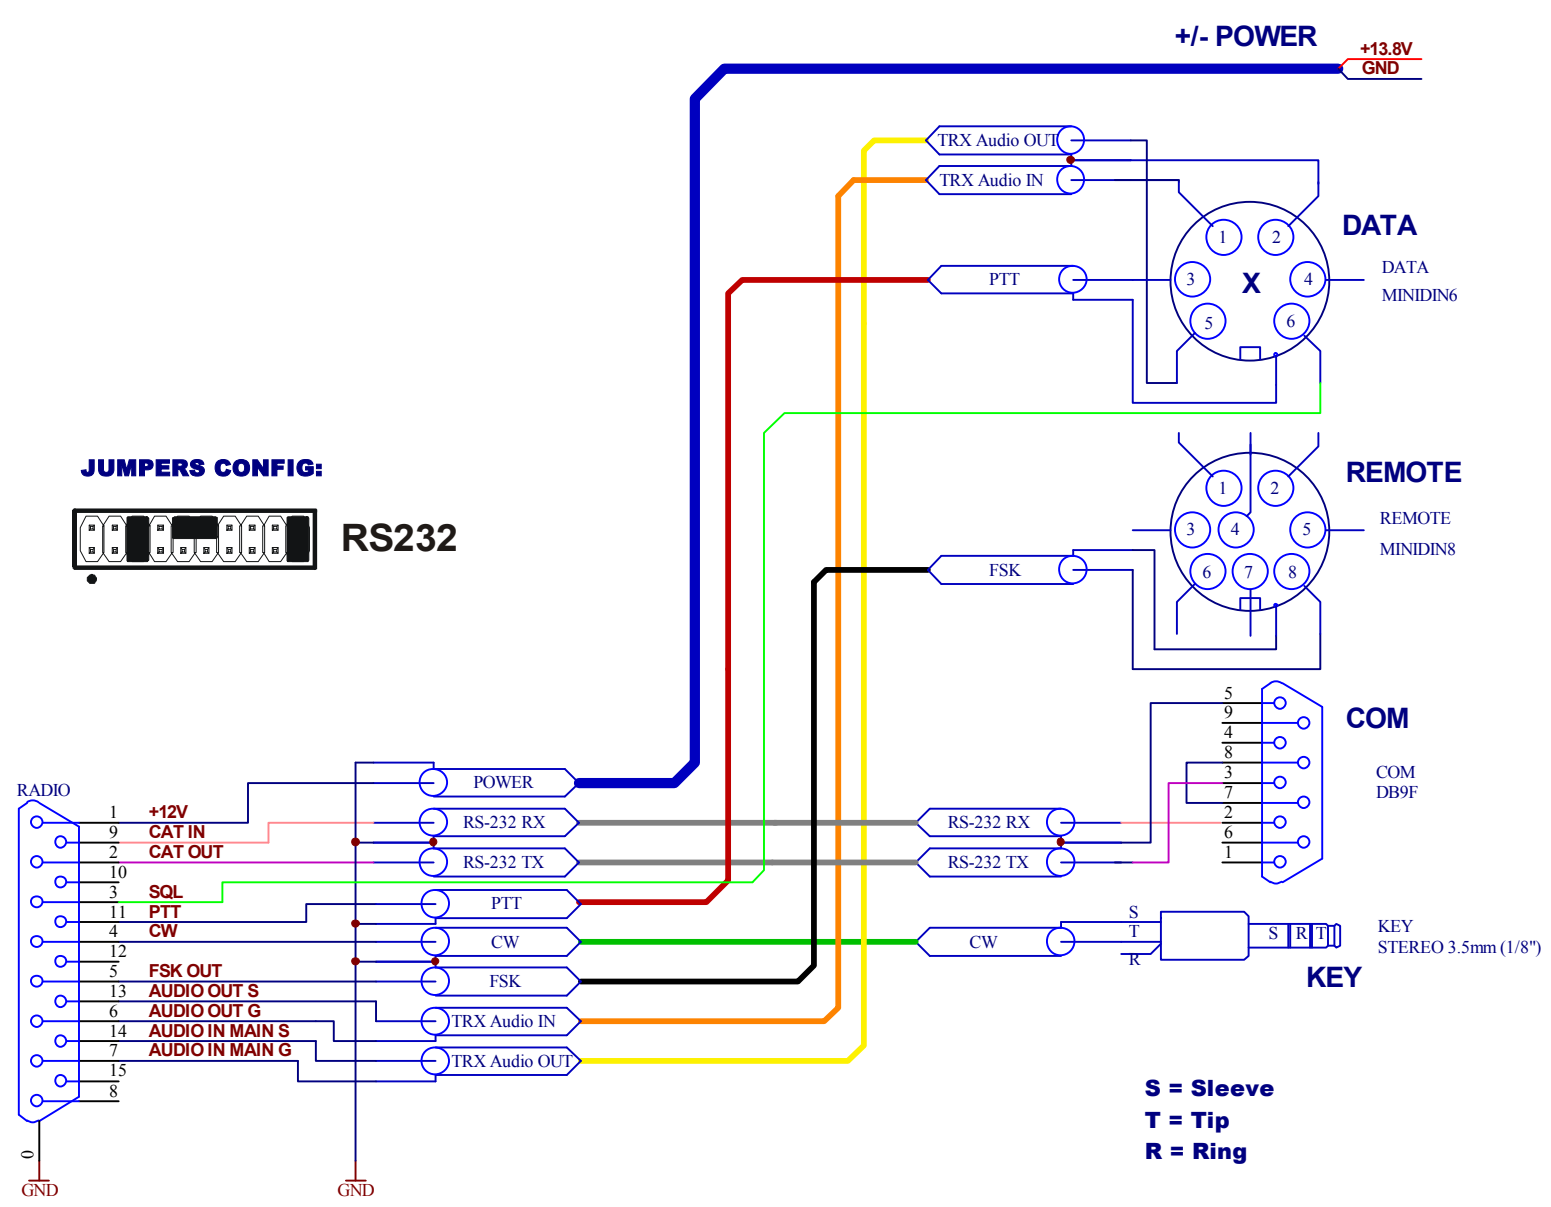 +/- POWER
+13.8V
GND
TRX Audio OUT
TRX Audio IN
PTT
1
2
3
X
4
5
6
DATA
DATA
MINIDIN6
JUMPERS CONFIG:
RS232
FSK
1
2
3
4
5
6
7
8
REMOTE
REMOTE
MINIDIN8
5
9
4
8
3
7
2
6
1
COM
COM
DB9F
RADIO
1
+12V
9
CAT IN
2
CAT OUT
10
3
SQL
11
PTT
4
CW
12
5
FSK OUT
13
AUDIO OUT S
6
AUDIO OUT G
14
AUDIO IN MAIN S
7
AUDIO IN MAIN G
15
8
0
GND
GND
POWER
RS-232 RX
RS-232 TX
PTT
CW
FSK
TRX Audio IN
TRX Audio OUT
RS-232 RX
RS-232 TX
CW
S
T
R
S R T
KEY
STEREO 3.5mm (1/8")
KEY
S = Sleeve
T = Tip
R = Ring